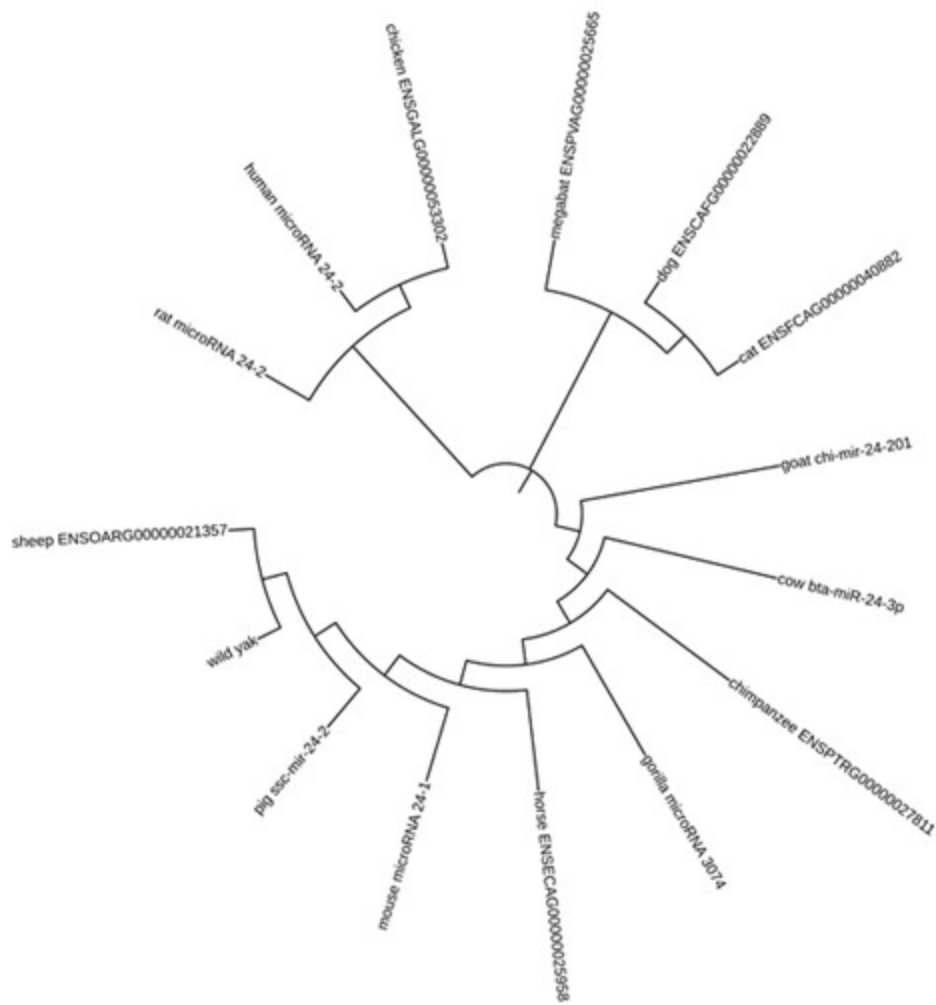 chicken ENSGALG00000053302
megabat ENSPVAG00000025665
dog ENSCAFG00000022889
human microRNA 24-2
cat ENSFCAG00000040882
rat microRNA 24-2
goat chi-mir-24-201
sheep ENSOARG00000021357
cow bta-miR-24-3p
wild yak
chimpanzee ENSPTRG00000027811
pig ssc-mir-24-2
gorilla microRNA 3074
mouse microRNA 24-1
horse ENSECAG00000025958